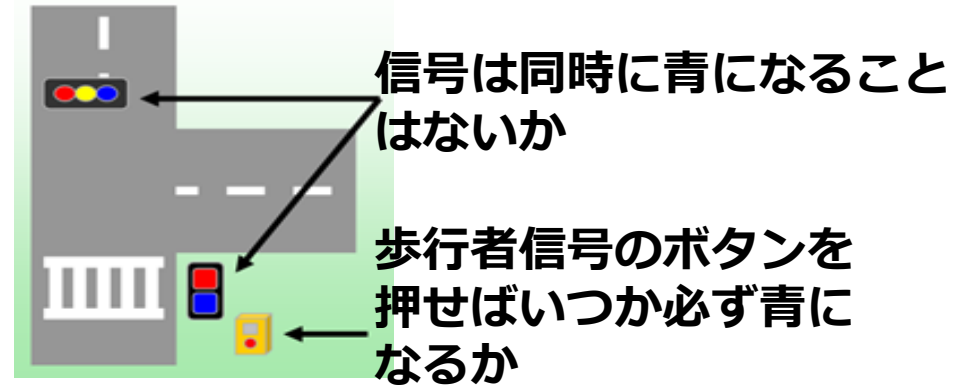 信号は同時に青になること
はないか
歩行者信号のボタンを
押せばいつか必ず青に
なるか